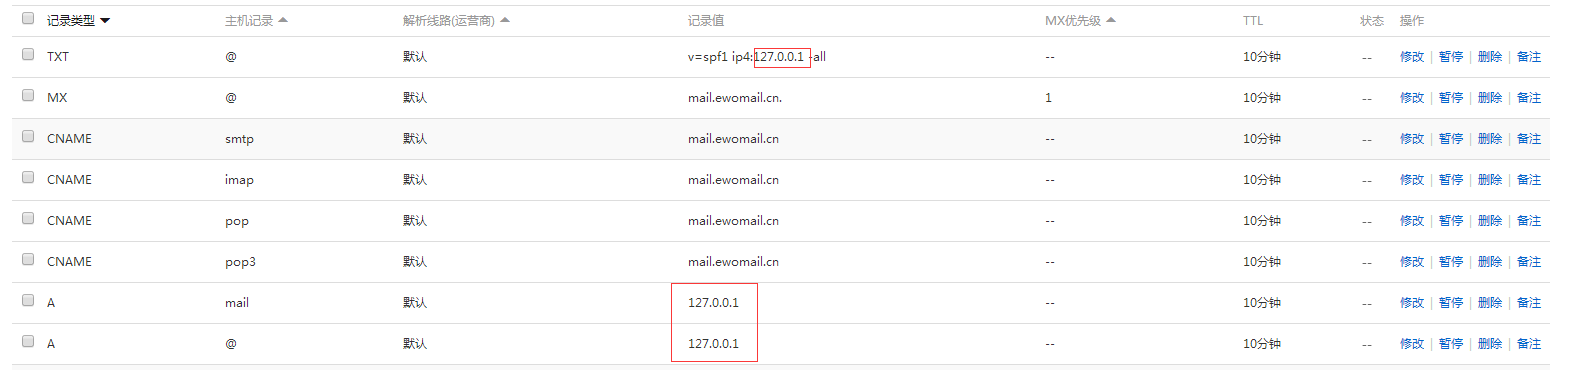 记录类型 主机记录 解析线路(运营商) 记录值 MX优先级 TTL 状态 操作
TXT @ 默认 v=spf1 ip4:127.0.0.1 -all -- 10分钟 -- 修改 | 暂停 | 删除 | 备注
MX @ 默认 mail.ewomail.cn. 1 10分钟 -- 修改 | 暂停 | 删除 | 备注
CNAME smtp 默认 mail.ewomail.cn -- 10分钟 -- 修改 | 暂停 | 删除 | 备注
CNAME imap 默认 mail.ewomail.cn -- 10分钟 -- 修改 | 暂停 | 删除 | 备注
CNAME pop 默认 mail.ewomail.cn -- 10分钟 -- 修改 | 暂停 | 删除 | 备注
CNAME pop3 默认 mail.ewomail.cn -- 10分钟 -- 修改 | 暂停 | 删除 | 备注
A mail 默认 127.0.0.1 -- 10分钟 -- 修改 | 暂停 | 删除 | 备注
A @ 默认 127.0.0.1 -- 10分钟 -- 修改 | 暂停 | 删除 | 备注